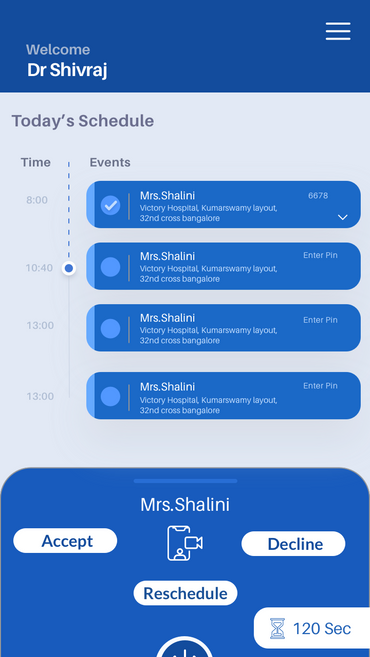 Welcome
Dr Shivraj
Today's Schedule
Time Events
8:00
Mrs.Shalini 6678
Victory Hospital, Kumarswamy layout,
32nd cross bangalore
10:40
Mrs.Shalini Enter Pin
Victory Hospital, Kumarswamy layout,
32nd cross bangalore
13:00
Mrs.Shalini Enter Pin
Victory Hospital, Kumarswamy layout,
32nd cross bangalore
13:00
Mrs.Shalini Enter Pin
Victory Hospital, Kumarswamy layout,
32nd cross bangalore
Mrs.Shalini
Accept Decline
Reschedule
120 Sec